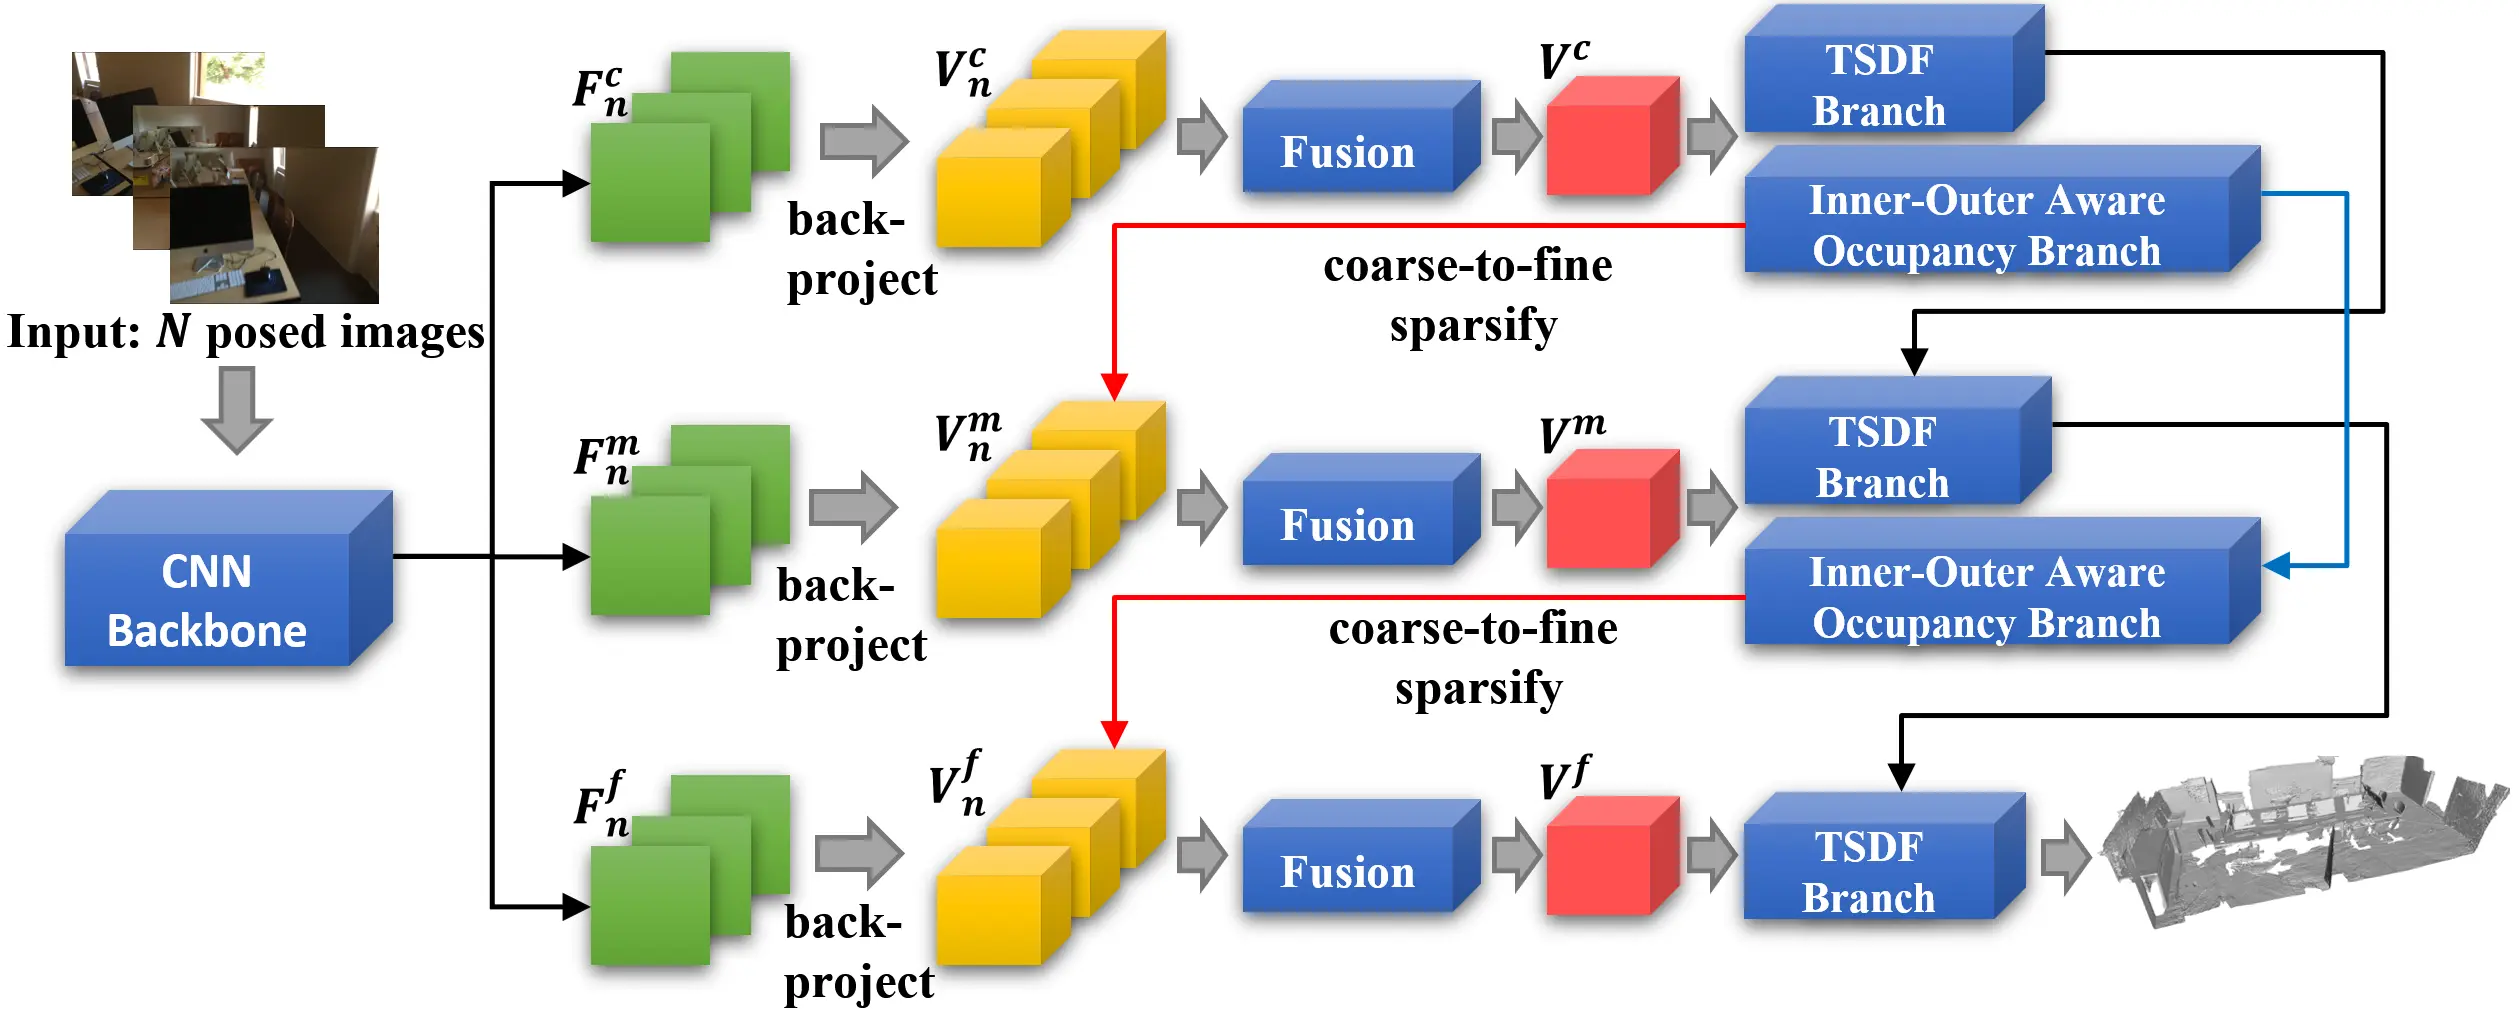 Input: N posed images
CNN
Backbone
F_n^c
back-
project
V_n^c
Fusion
V^c
TSDF
Branch
Inner-Outer Aware
Occupancy Branch
coarse-to-fine
sparsify
F_n^m
back-
project
V_n^m
Fusion
V^m
TSDF
Branch
Inner-Outer Aware
Occupancy Branch
coarse-to-fine
sparsify
F_n^f
back-
project
V_n^f
Fusion
V^f
TSDF
Branch